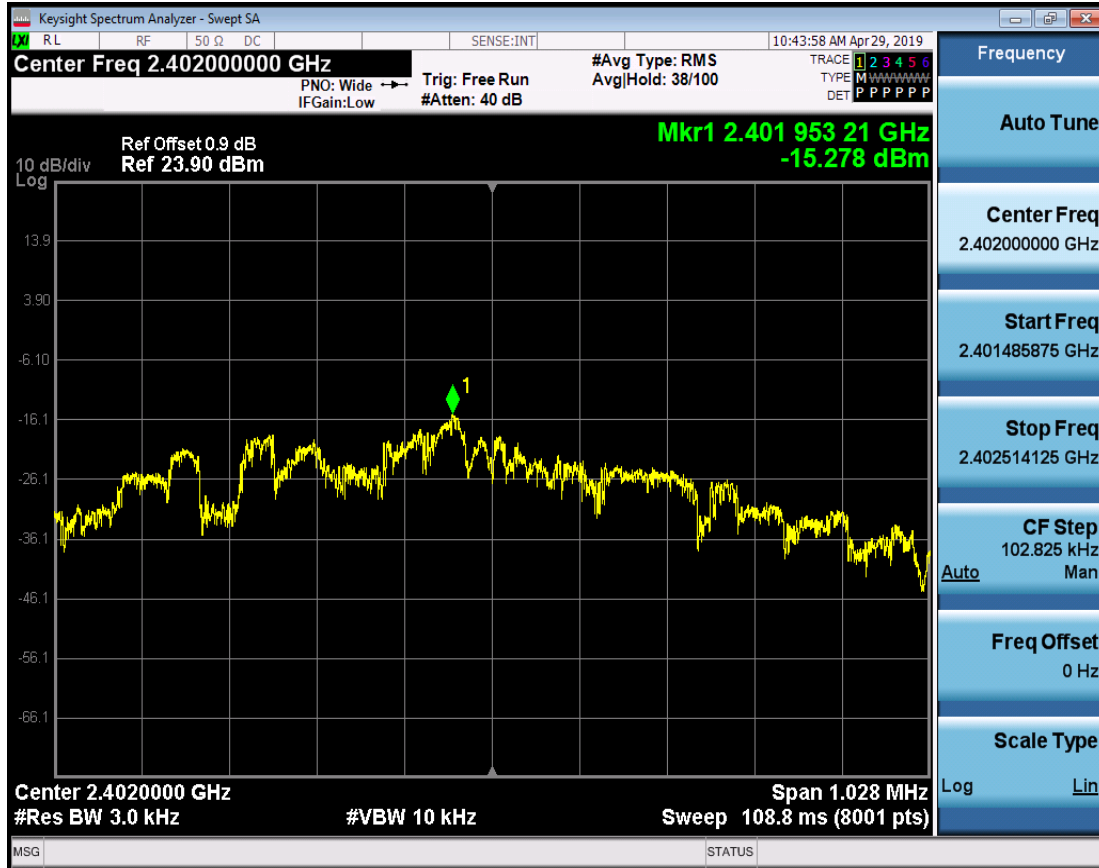 Keysight Spectrum Analyzer - Swept SA
LXI RL RF 50 Ω DC SENSE:INT 10:43:58 AM Apr 29, 2019
Center Freq 2.402000000 GHz
PNO: Wide
IFGain:Low
Trig: Free Run
#Atten: 40 dB
#Avg Type: RMS
Avg|Hold: 38/100
TRACE 1 2 3 4 5 6
TYPE M WWWWW
DET P P P P P P
Mkr1 2.401 953 21 GHz
-15.278 dBm
Ref Offset 0.9 dB
10 dB/div Ref 23.90 dBm
Log
13.9
3.90
-6.10
-16.1
-26.1
-36.1
-46.1
-56.1
-66.1
1
Center 2.4020000 GHz Span 1.028 MHz
#Res BW 3.0 kHz #VBW 10 kHz Sweep 108.8 ms (8001 pts)
MSG STATUS
Frequency
Auto Tune
Center Freq
2.402000000 GHz
Start Freq
2.401485875 GHz
Stop Freq
2.402514125 GHz
CF Step
102.825 kHz
Auto Man
Freq Offset
0 Hz
Scale Type
Log Lin